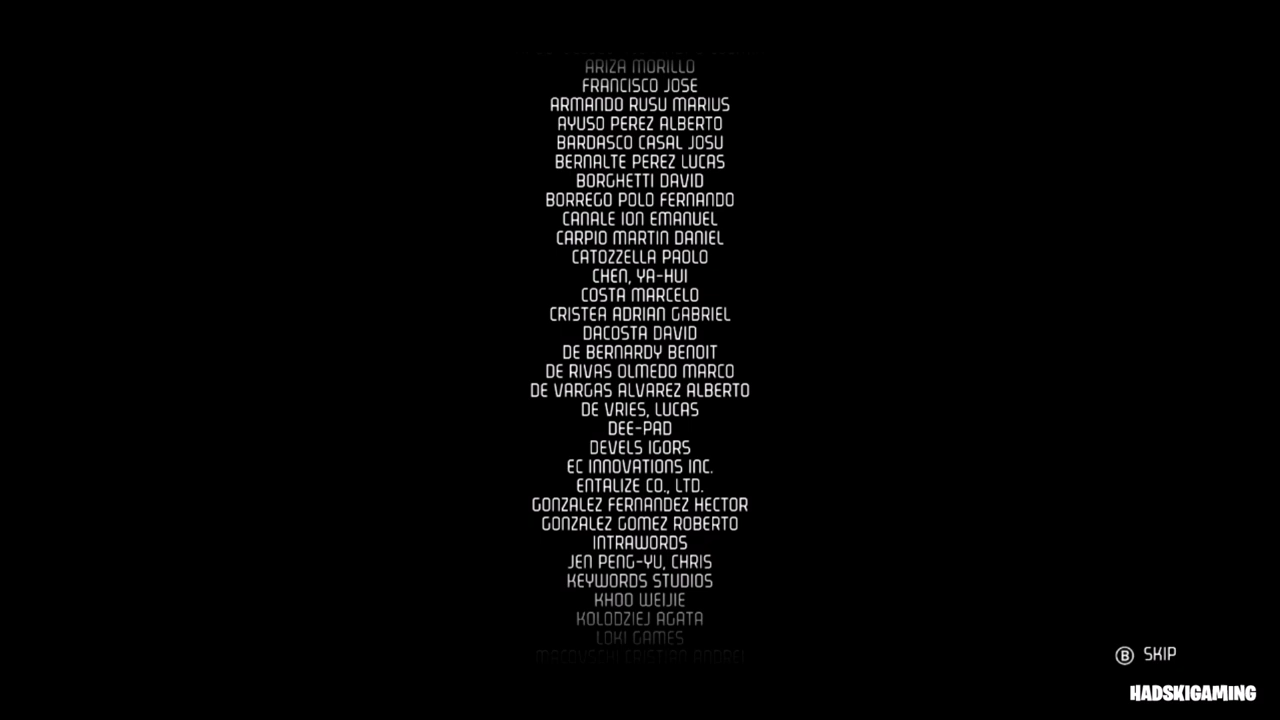 ARIZA MORILLO
FRANCISCO JOSE
ARMANDO RUSU MARIUS
AYUSO PEREZ ALBERTO
BARDASCO CASAL JOSU
BERNALTE PEREZ LUCAS
BORGHETTI DAVID
BORREGO POLO FERNANDO
CANALE ION EMANUEL
CARPIO MARTIN DANIEL
CATOZZELLA PAOLO
CHEN, YA-HUI
COSTA MARCELO
CRISTEA ADRIAN GABRIEL
DACOSTA DAVID
DE BERNARDY BENOIT
DE RIVAS OLMEDO MARCO
DE VARGAS ALVAREZ ALBERTO
DE VRIES, LUCAS
DEE-PAD
DEVELS IGORS
EC INNOVATIONS INC.
ENTALIZE CO., LTD.
GONZALEZ FERNANDEZ HECTOR
GONZALEZ GOMEZ ROBERTO
INTRAWORDS
JEN PENG-YU, CHRIS
KEYWORDS STUDIOS
KHOO WEIJIE
KOLODZIEJ AGATA
LOKI GAMES
MACOVSCHI CRISTIAN ANDREI
B SKIP
HADSKIGAMING